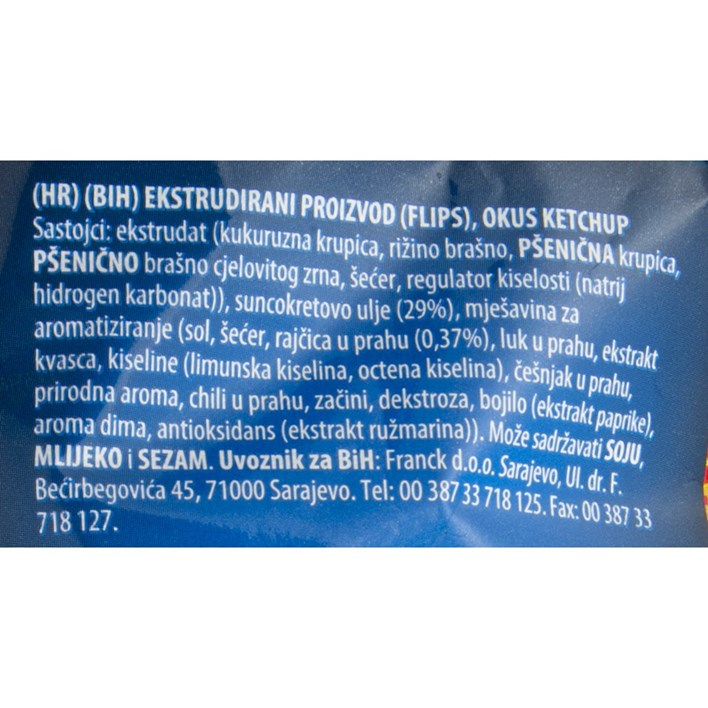 (HR) (BIH) EKSTRUDIRANI PROIZVOD (FLIPS), OKUS KETCHUP
Sastojci: ekstrudat (kukuruzna krupica, rižino brašno, PŠENIČNA krupica,
PŠENIČNO brašno cjelovitog zrna, šećer, regulator kiselosti (natrij
hidrogen karbonat)), suncokretovo ulje (29%), mješavina za
aromatiziranje (sol, šećer, rajčica u prahu (0,37%), luk u prahu, ekstrakt
kvasca, kiseline (limunska kiselina, octena kiselina), češnjak u prahu,
prirodna aroma, chili u prahu, začini, dekstroza, bojilo (ekstrakt paprike),
aroma dima, antioksidans (ekstrakt ružmarina)). Može sadržavati SOJU,
MLIJEKO i SEZAM. Uvoznik za BiH: Franck d.o.o. Sarajevo, Ul. dr. F.
Bećirbegovića 45, 71000 Sarajevo. Tel: 00 387 33 718 125. Fax: 00 387 33
718 127.